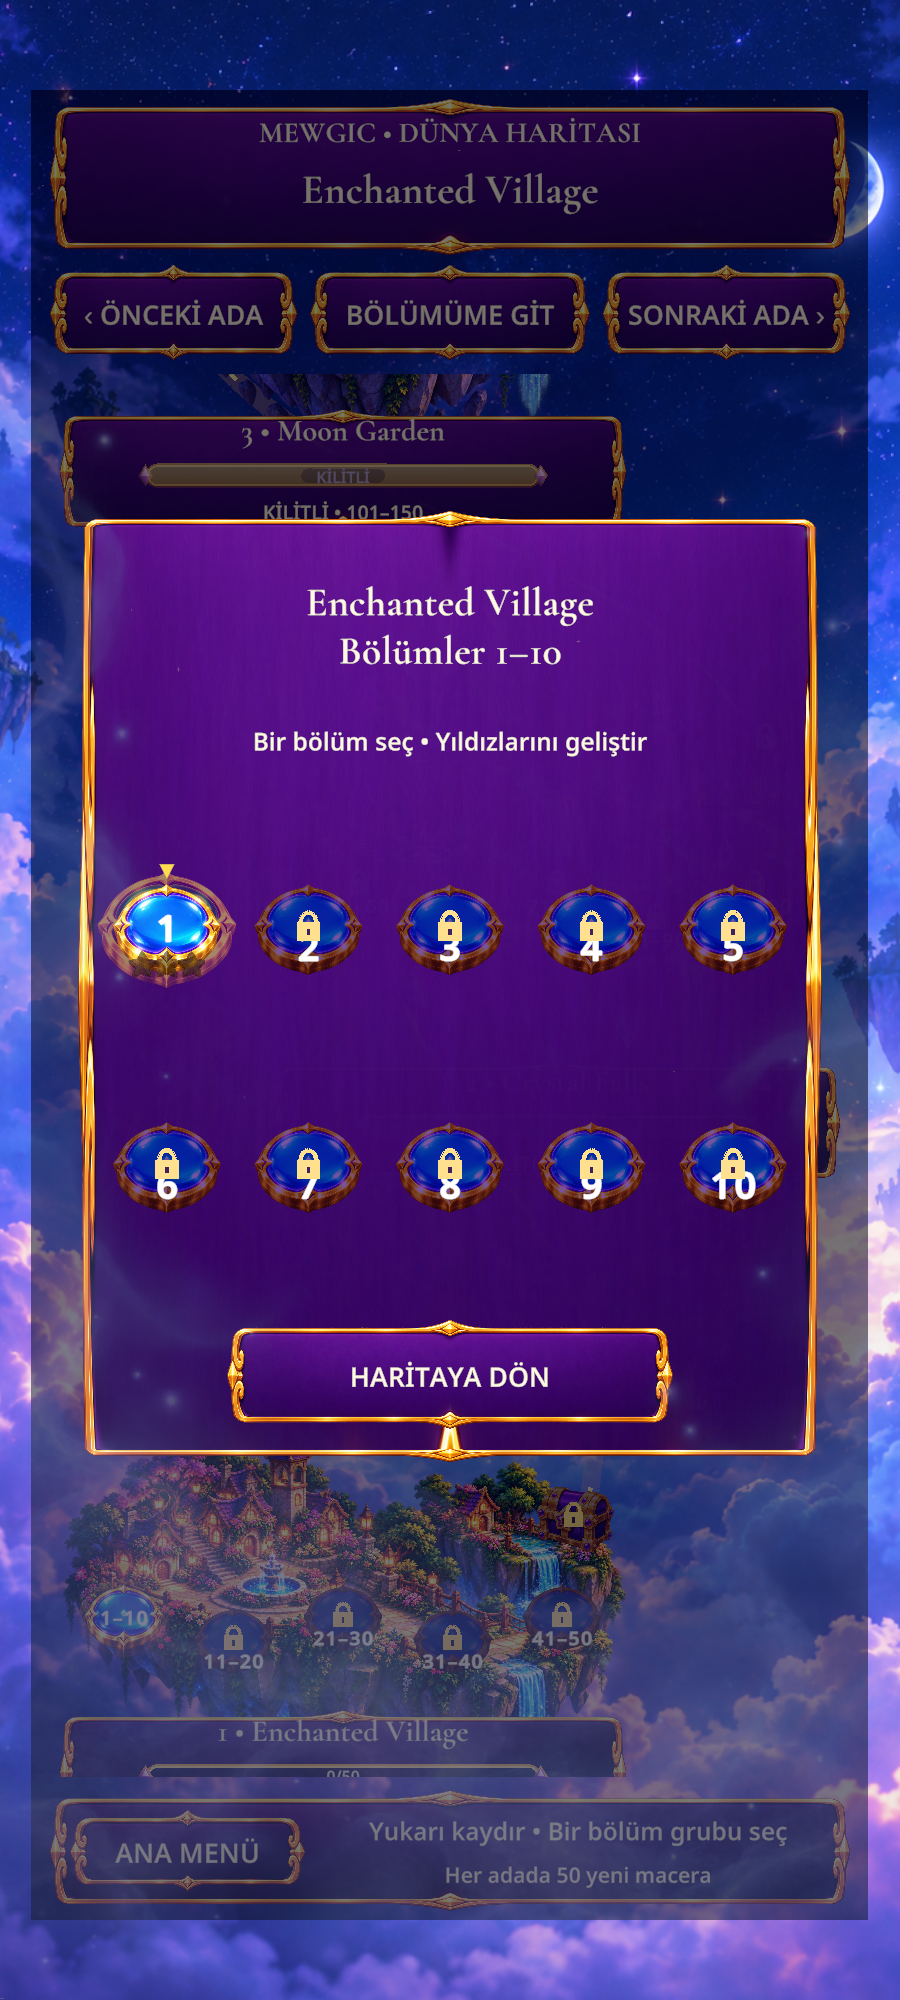 MEWGIC • DÜNYA HARİTASI
Enchanted Village
‹ ÖNCEKİ ADA
BÖLÜMÜME GİT
SONRAKİ ADA ›
3 • Moon Garden
KİLİTLİ
KİLİTLİ • 101–150
Enchanted Village
Bölümler 1–10
Bir bölüm seç • Yıldızlarını geliştir
1
2
3
4
5
6
7
8
9
10
HARİTAYA DÖN
1–10
11–20
21–30
31–40
41–50
1 • Enchanted Village
0/50
ANA MENÜ
Yukarı kaydır • Bir bölüm grubu seç
Her adada 50 yeni macera